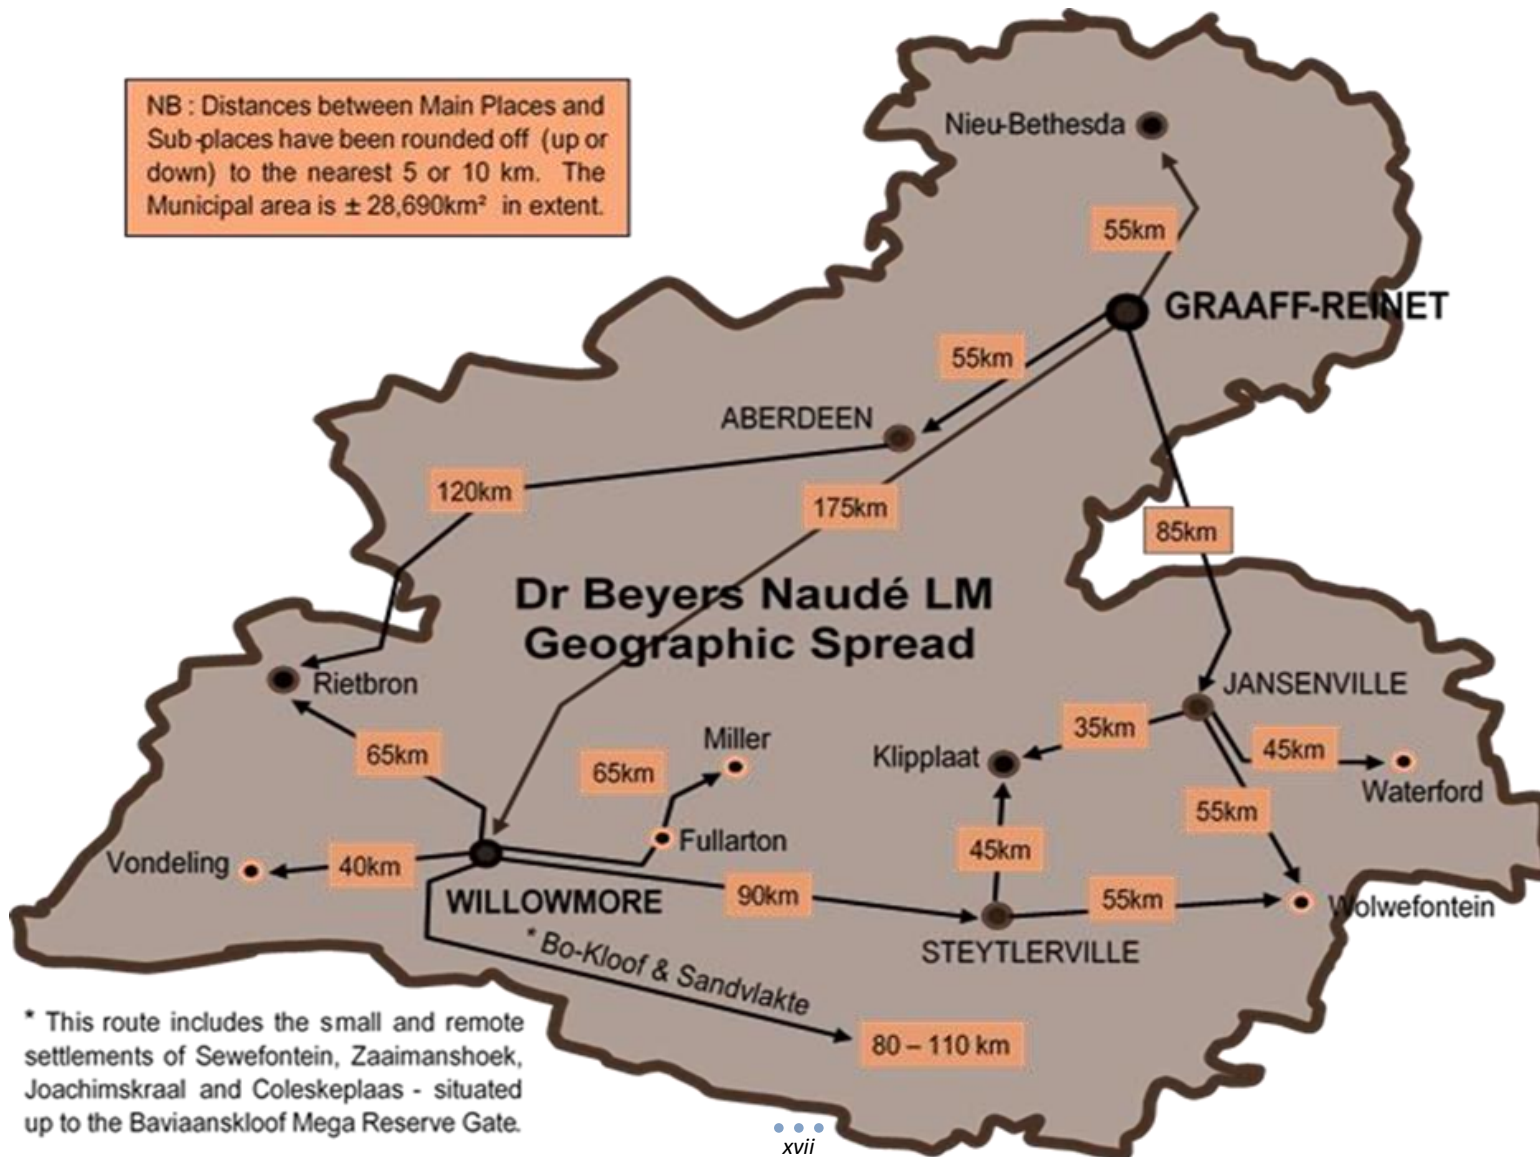 NB : Distances between Main Places and
Sub-places have been rounded off (up or
down) to the nearest 5 or 10 km. The
Municipal area is ± 28,690km² in extent.
Nieu-Bethesda
55km
GRAAFF-REINET
55km
ABERDEEN
120km
175km
85km
Dr Beyers Naudé LM
Geographic Spread
Rietbron
JANSENVILLE
65km
Miller
65km
Klipplaat
35km
45km
Waterford
55km
Fullarton
Vondeling
40km
45km
WILLOWMORE
90km
55km
Wolwefontein
STEYTLERVILLE
* Bo-Kloof & Sandvlakte
80 – 110 km
* This route includes the small and remote
settlements of Sewefontein, Zaaimanshoek,
Joachimskraal and Coleskeplaas - situated
up to the Baviaanskloof Mega Reserve Gate.
xvii